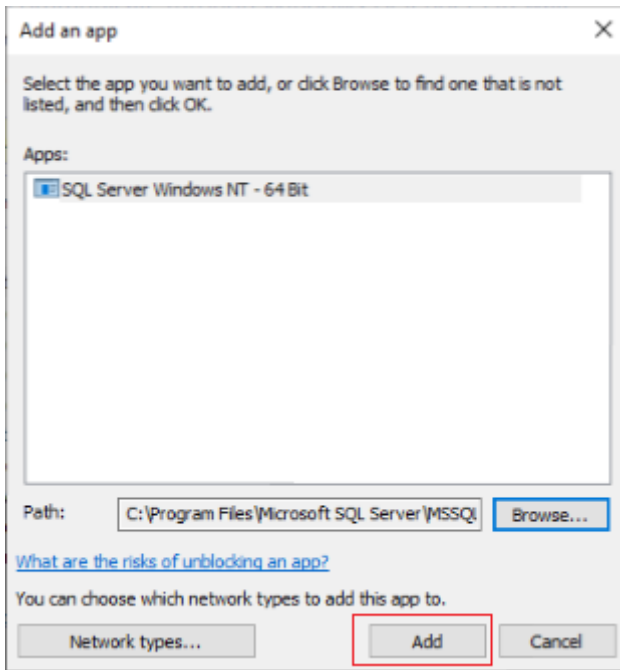 Add an app
Select the app you want to add, or click Browse to find one that is not
listed, and then click OK.
Apps:
SQL Server Windows NT - 64 Bit
Path:
C:\Program Files\Microsoft SQL Server\MSSQL
Browse...
What are the risks of unblocking an app?
You can choose which network types to add this app to.
Network types...
Add
Cancel